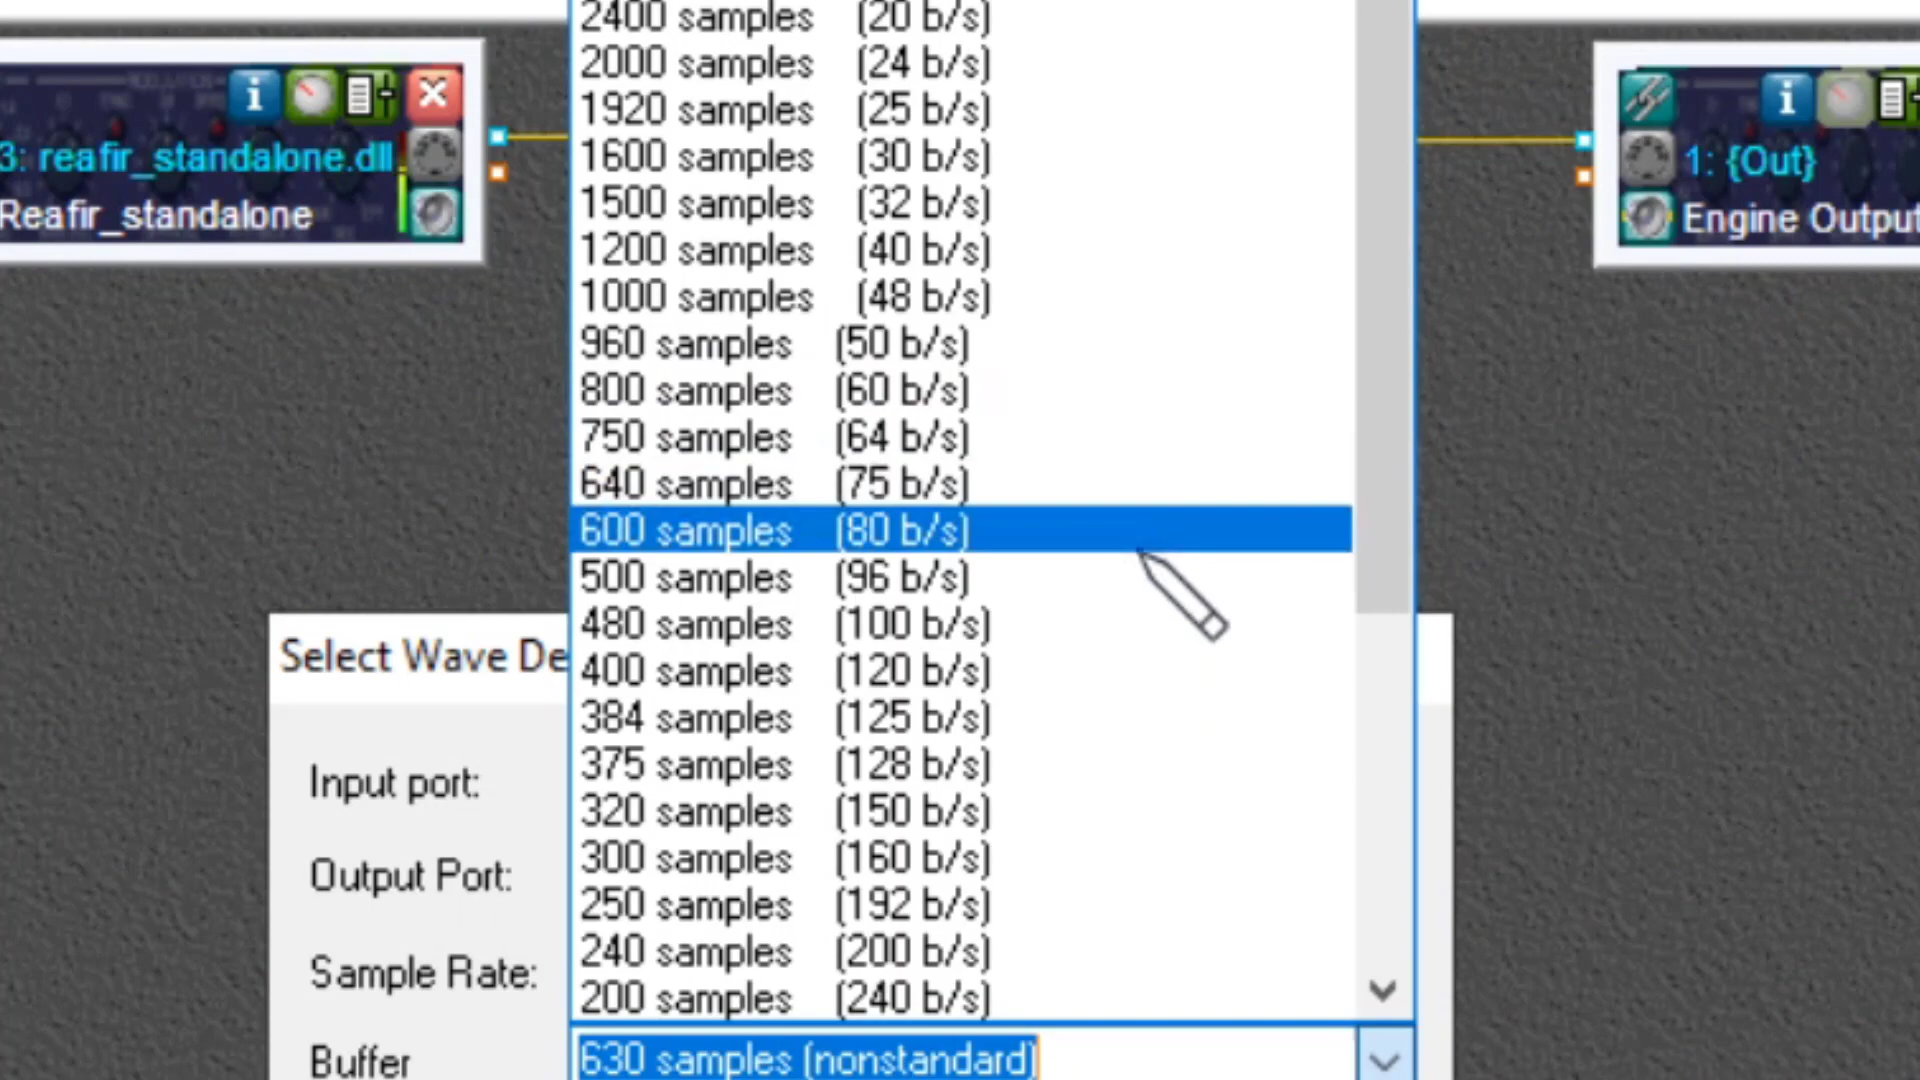 2400 samples (20 b/s)
2000 samples (24 b/s)
1920 samples (25 b/s)
1600 samples (30 b/s)
1500 samples (32 b/s)
1200 samples (40 b/s)
1000 samples (48 b/s)
960 samples (50 b/s)
800 samples (60 b/s)
750 samples (64 b/s)
640 samples (75 b/s)
600 samples (80 b/s)
500 samples (96 b/s)
480 samples (100 b/s)
400 samples (120 b/s)
384 samples (125 b/s)
375 samples (128 b/s)
320 samples (150 b/s)
300 samples (160 b/s)
250 samples (192 b/s)
240 samples (200 b/s)
200 samples (240 b/s)
630 samples (nonstandard)
3: reafir_standalone.dll
Reafir_standalone
1: {Out}
Engine Output
Select Wave De
Input port:
Output Port:
Sample Rate:
Buffer